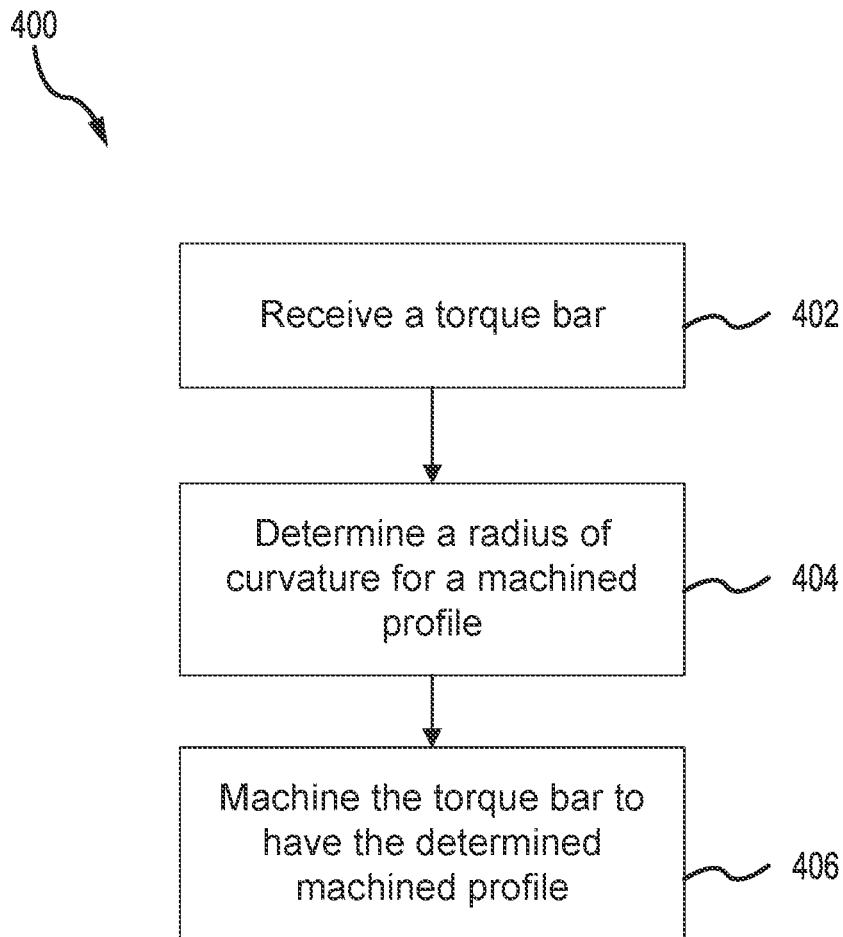 400
Receive a torque bar
402
Determine a radius of
curvature for a machined
profile
404
Machine the torque bar to
have the determined
machined profile
406